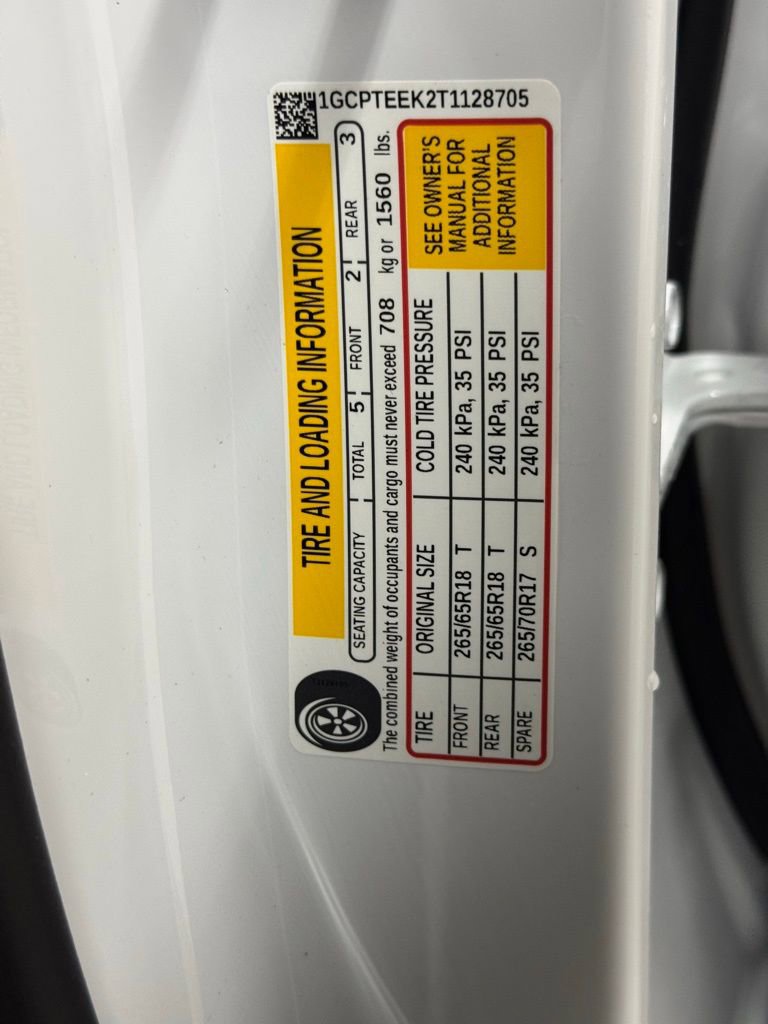 1GCPTEEK2T1128705
TIRE AND LOADING INFORMATION
SEATING CAPACITY TOTAL 5 FRONT 2 REAR 3
The combined weight of occupants and cargo must never exceed 708 kg or 1560 lbs.
TIRE ORIGINAL SIZE COLD TIRE PRESSURE
FRONT 265/65R18 T 240 kPa, 35 PSI
REAR 265/65R18 T 240 kPa, 35 PSI
SPARE 265/70R17 S 240 kPa, 35 PSI
SEE OWNER'S
MANUAL FOR
ADDITIONAL
INFORMATION